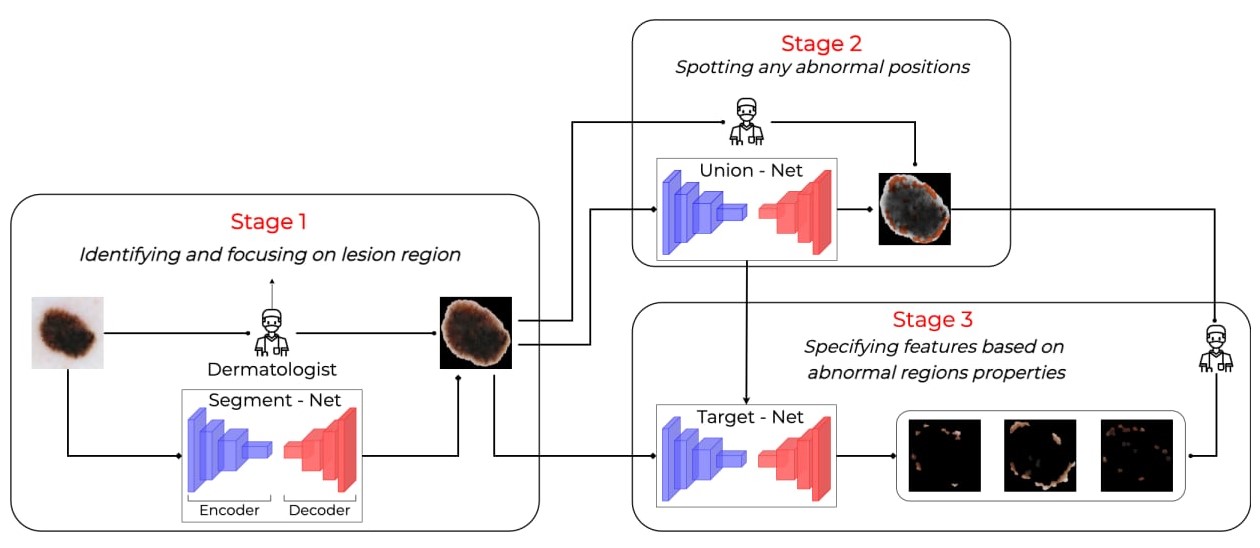 Stage 1
Identifying and focusing on lesion region
Dermatologist
Segment - Net
Encoder
Decoder
Stage 2
Spotting any abnormal positions
Union - Net
Stage 3
Specifying features based on
abnormal regions properties
Target - Net